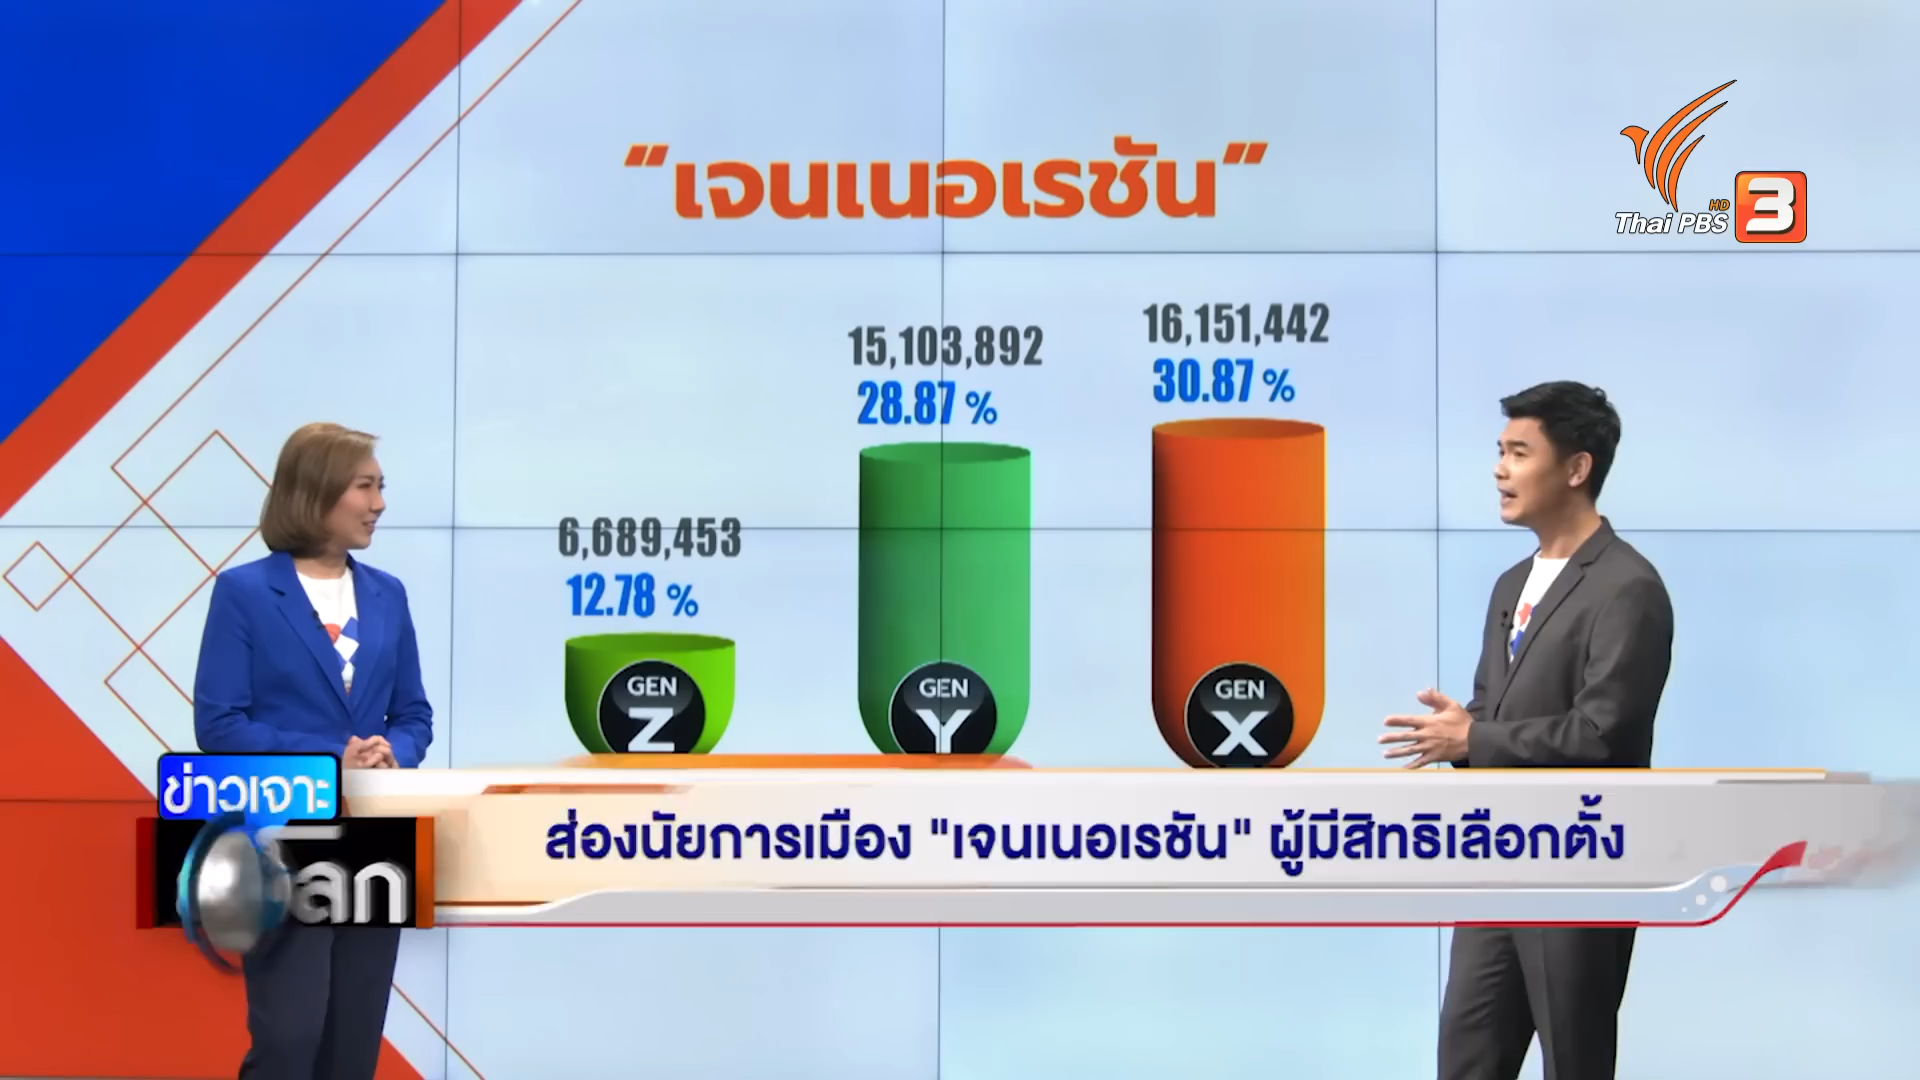 “เจนเนอเรชัน”
HD
Thai PBS 3
16,151,442
30.87 %
15,103,892
28.87 %
6,689,453
12.78 %
GEN
Z
GEN
Y
GEN
X
ข่าวเจาะ
โลก
ส่องนัยการเมือง "เจนเนอเรชัน" ผู้มีสิทธิเลือกตั้ง